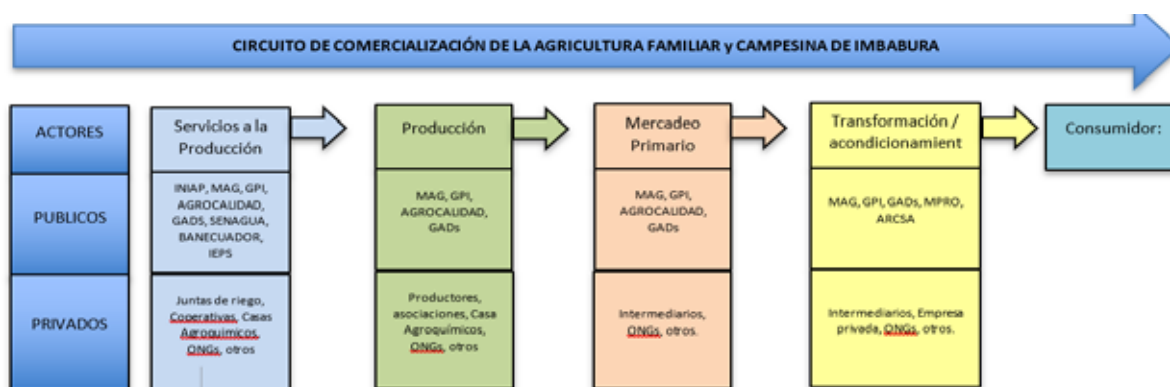 CIRCUITO DE COMERCIALIZACIÓN DE LA AGRICULTURA FAMILIAR y CAMPESINA DE IMBABURA
ACTORES
Servicios a la
Producción
Producción
Mercadeo
Primario
Transformación /
acondicionamient
Consumidor:
PUBLICOS
INIAP, MAG, GPI,
AGROCALIDAD,
GADS, SENAGUA,
BANECUADOR,
IEPS
MAG, GPI,
AGROCALIDAD,
GADs
MAG, GPI,
AGROCALIDAD,
GADs
MAG, GPI, GADs, MPRO,
ARCSA
PRIVADOS
Juntas de riego,
Cooperativas, Casas
Agroquimicos,
ONGs, otros
Productores,
asociaciones, Casa
Agroquímicos,
ONGs, otros
Intermediarios,
ONGs, otros.
Intermediarios, Empresa
privada, ONGs, otros.